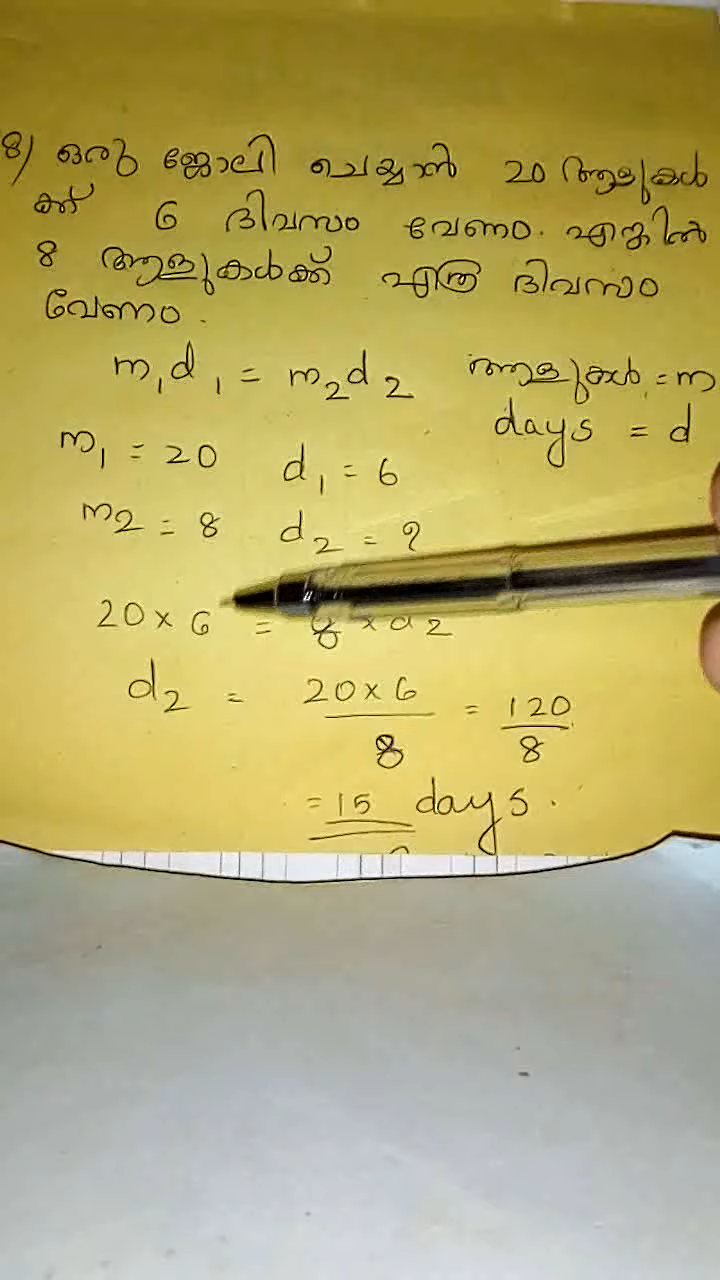 8) ഒരു ജോലി ചെയ്യാൻ 20 ആളുകൾ
ക്ക് 6 ദിവസം വേണം. എങ്കിൽ
8 ആളുകൾക്ക് എത്ര ദിവസം
വേണം.
m₁d₁ = m₂d₂ ആളുകൾ = m
days = d
m₁ = 20 d₁ = 6
m₂ = 8 d₂ = ?
20 × 6 = 8 × d₂
d₂ = 20×6/8 = 120/8
= 15 days.